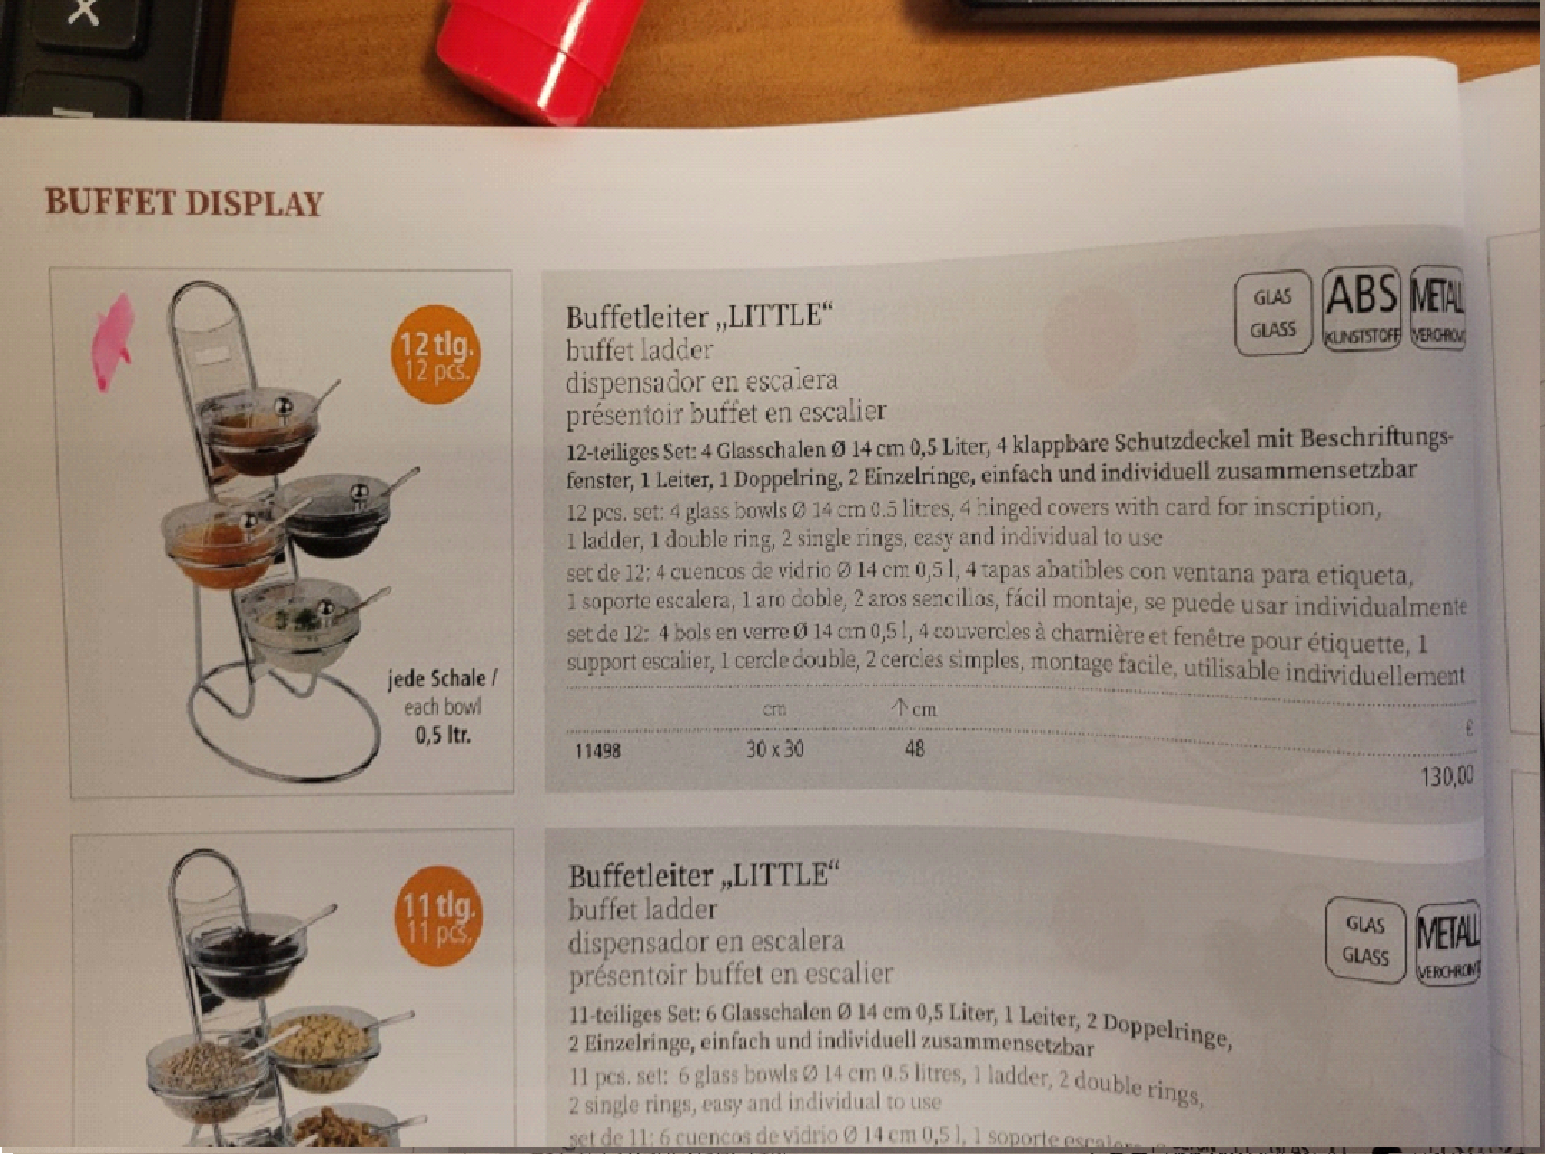 X
BUFFET DISPLAY
12 tlg.
12 pcs.
jede Schale /
each bowl
0,5 ltr.
Buffetleiter „LITTLE“
buffet ladder
dispensador en escalera
présentoir buffet en escalier
GLAS
GLASS
ABS
KUNSTSTOFF
METALL
12-teiliges Set: 4 Glasschalen Ø 14 cm 0,5 Liter, 4 klappbare Schutzdeckel mit Beschriftungs-
fenster, 1 Leiter, 1 Doppelring, 2 Einzelringe, einfach und individuell zusammensetzbar
12 pcs. set: 4 glass bowls Ø 14 cm 0.5 litres, 4 hinged covers with card for inscription,
1 ladder, 1 double ring, 2 single rings, easy and individual to use
set de 12: 4 cuencos de vidrio Ø 14 cm 0,5 l, 4 tapas abatibles con ventana para etiqueta,
1 soporte escalera, 1 aro doble, 2 aros sencillos, fácil montaje, se puede usar individualmente
set de 12: 4 bols en verre Ø 14 cm 0,5 l, 4 couvercles à charnière et fenêtre pour étiquette, 1
support escalier, 1 cercle double, 2 cercles simples, montage facile, utilisable individuellement
cm ↑cm €
11498 30 x 30 48 130,00
11 tlg.
11 pcs.
Buffetleiter „LITTLE“
buffet ladder
dispensador en escalera
présentoir buffet en escalier
GLAS
GLASS
METALL
11-teiliges Set: 6 Glasschalen Ø 14 cm 0,5 Liter, 1 Leiter, 2 Doppelringe,
2 Einzelringe, einfach und individuell zusammensetzbar
11 pcs. set: 6 glass bowls Ø 14 cm 0.5 litres, 1 ladder, 2 double rings,
2 single rings, easy and individual to use
set de 11: 6 cuencos de vidrio Ø 14 cm 0,5 l, 1 soporte